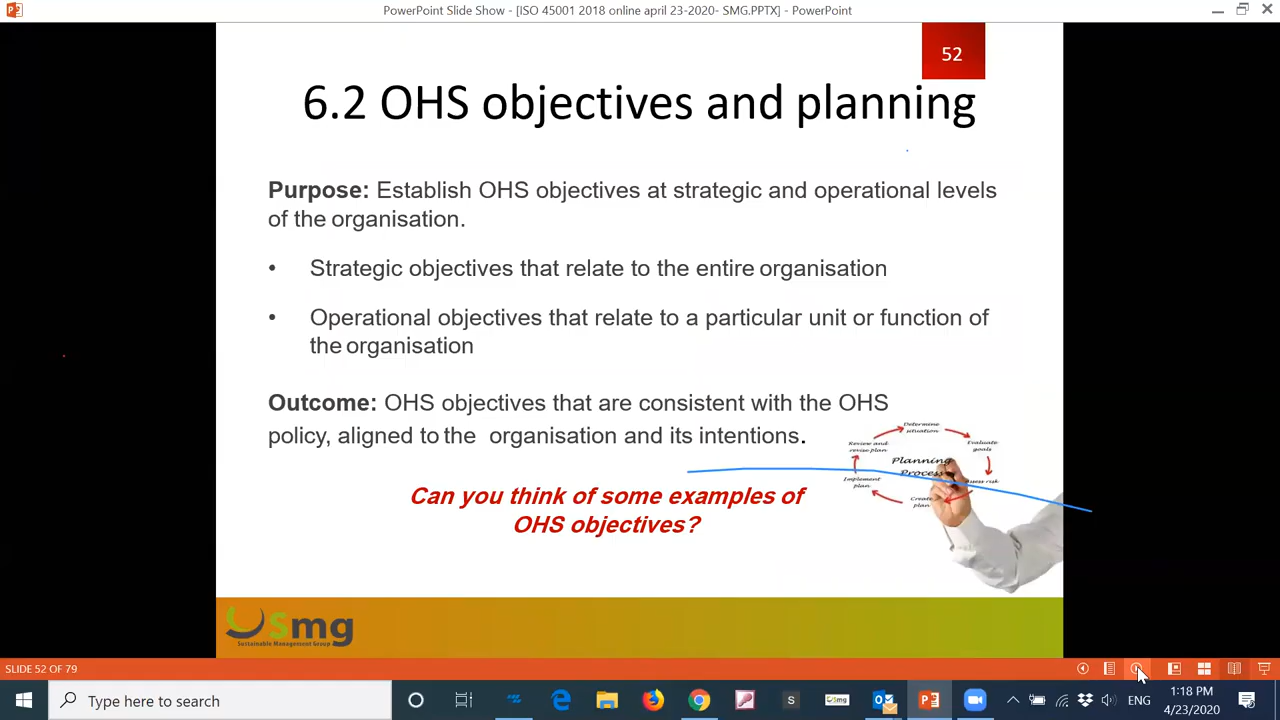 PowerPoint Slide Show - [ISO 45001 2018 online april 23-2020- SMG.PPTX] - PowerPoint
52
6.2 OHS objectives and planning
Purpose: Establish OHS objectives at strategic and operational levels
of the organisation.
• Strategic objectives that relate to the entire organisation
• Operational objectives that relate to a particular unit or function of
the organisation
Outcome: OHS objectives that are consistent with the OHS
policy, aligned to the organisation and its intentions.
Determine
situation
Evaluate
goals
Assess risk
Create
plan
Implement
plan
Review and
revise plan
Planning
Process
Can you think of some examples of
OHS objectives?
Smg
Sustainable Management Group
SLIDE 52 OF 79
Type here to search
S
Smg
ENG
1:18 PM
4/23/2020